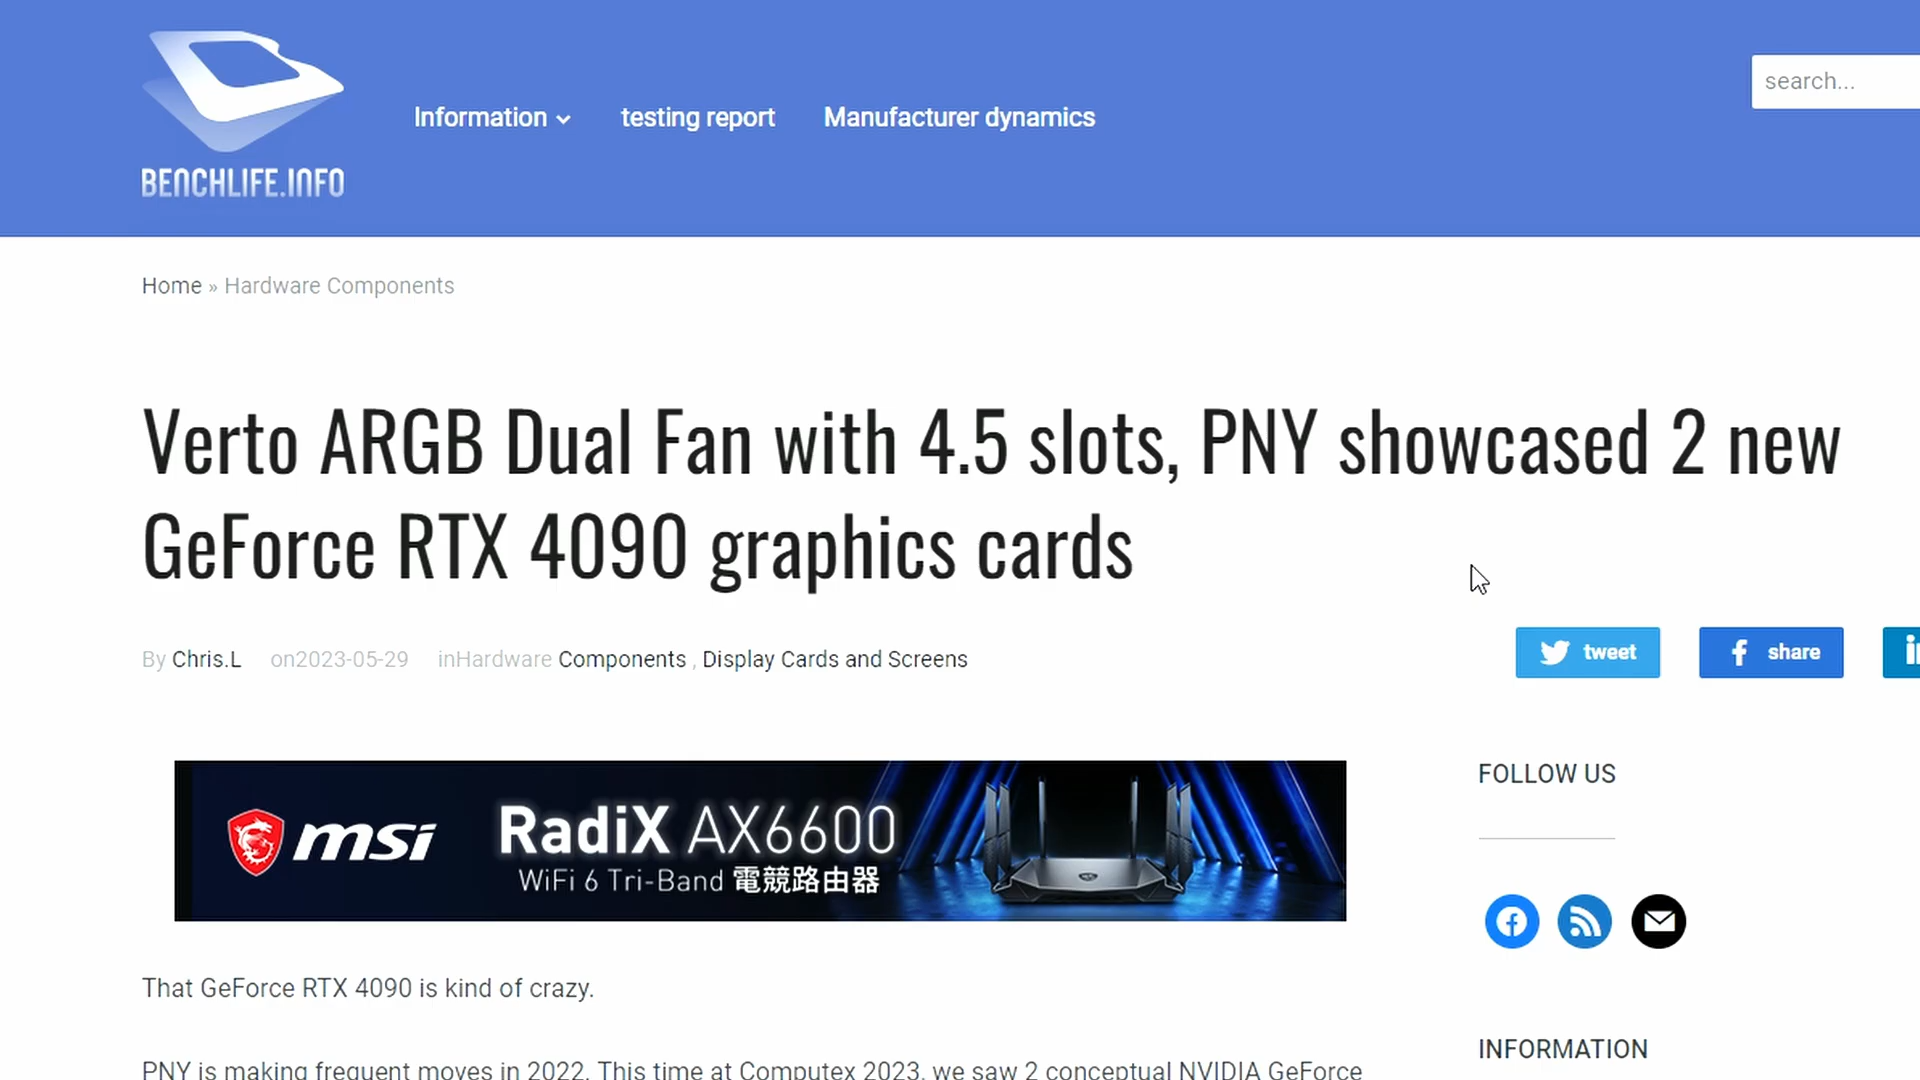 BENCHLIFE.INFO
Information
testing report
Manufacturer dynamics
search...
Home » Hardware Components
Verto ARGB Dual Fan with 4.5 slots, PNY showcased 2 new
GeForce RTX 4090 graphics cards
By Chris.L on2023-05-29 inHardware Components , Display Cards and Screens
tweet
share
in
msi
RadiX AX6600
WiFi 6 Tri-Band 電競路由器
FOLLOW US
That GeForce RTX 4090 is kind of crazy.
INFORMATION
PNY is making frequent moves in 2022. This time at Computex 2023, we saw 2 conceptual NVIDIA GeForce